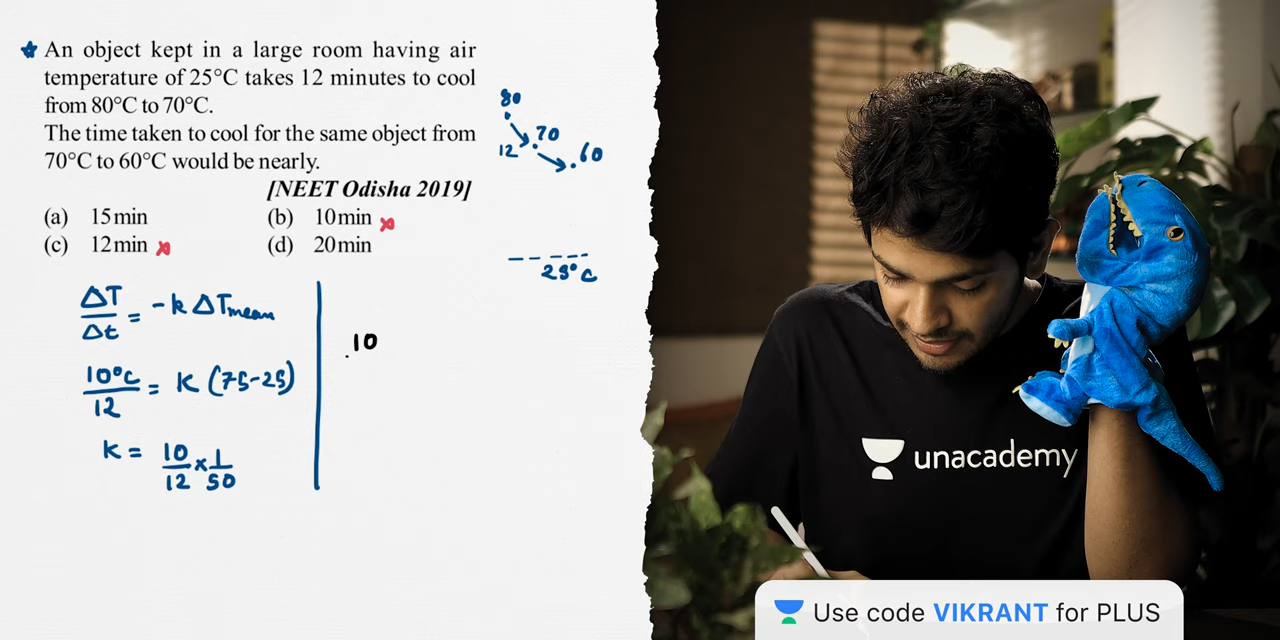 An object kept in a large room having air
temperature of 25°C takes 12 minutes to cool
from 80°C to 70°C.
The time taken to cool for the same object from
70°C to 60°C would be nearly.
[NEET Odisha 2019]
(a) 15 min (b) 10 min
(c) 12 min (d) 20 min
80
70
12
60
25°C
ΔT/Δt = -k ΔTmean
10°C/12 = K (75-25)
k = 10/12 x 1/50
.10
unacademy
Use code VIKRANT for PLUS